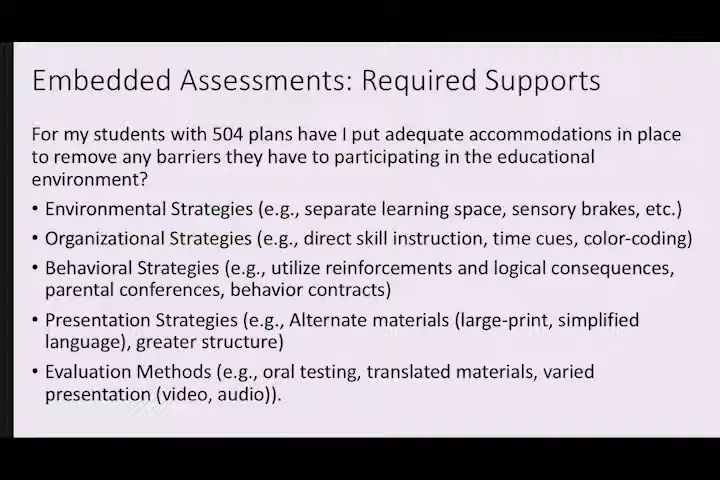 Embedded Assessments: Required Supports
For my students with 504 plans have I put adequate accommodations in place
to remove any barriers they have to participating in the educational
environment?
• Environmental Strategies (e.g., separate learning space, sensory brakes, etc.)
• Organizational Strategies (e.g., direct skill instruction, time cues, color-coding)
• Behavioral Strategies (e.g., utilize reinforcements and logical consequences,
parental conferences, behavior contracts)
• Presentation Strategies (e.g., Alternate materials (large-print, simplified
language), greater structure)
• Evaluation Methods (e.g., oral testing, translated materials, varied
presentation (video, audio)).